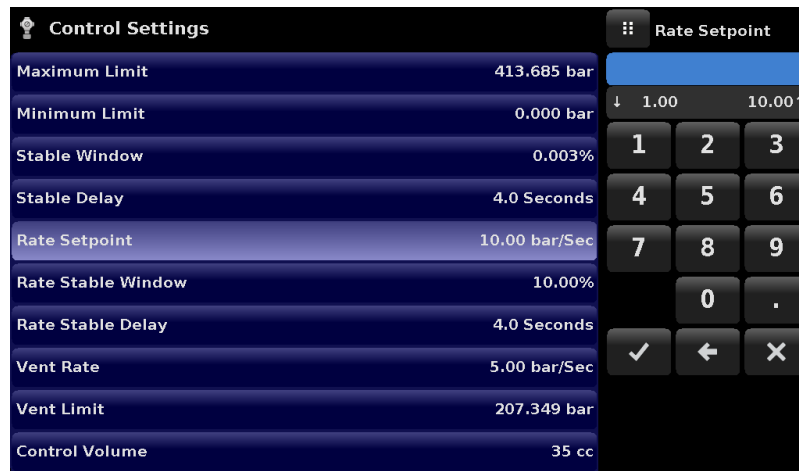 Control Settings
Maximum Limit 413.685 bar
Minimum Limit 0.000 bar
Stable Window 0.003%
Stable Delay 4.0 Seconds
Rate Setpoint 10.00 bar/Sec
Rate Stable Window 10.00%
Rate Stable Delay 4.0 Seconds
Vent Rate 5.00 bar/Sec
Vent Limit 207.349 bar
Control Volume 35 cc
Rate Setpoint
↓ 1.00 10.00↑
1 2 3
4 5 6
7 8 9
0 .